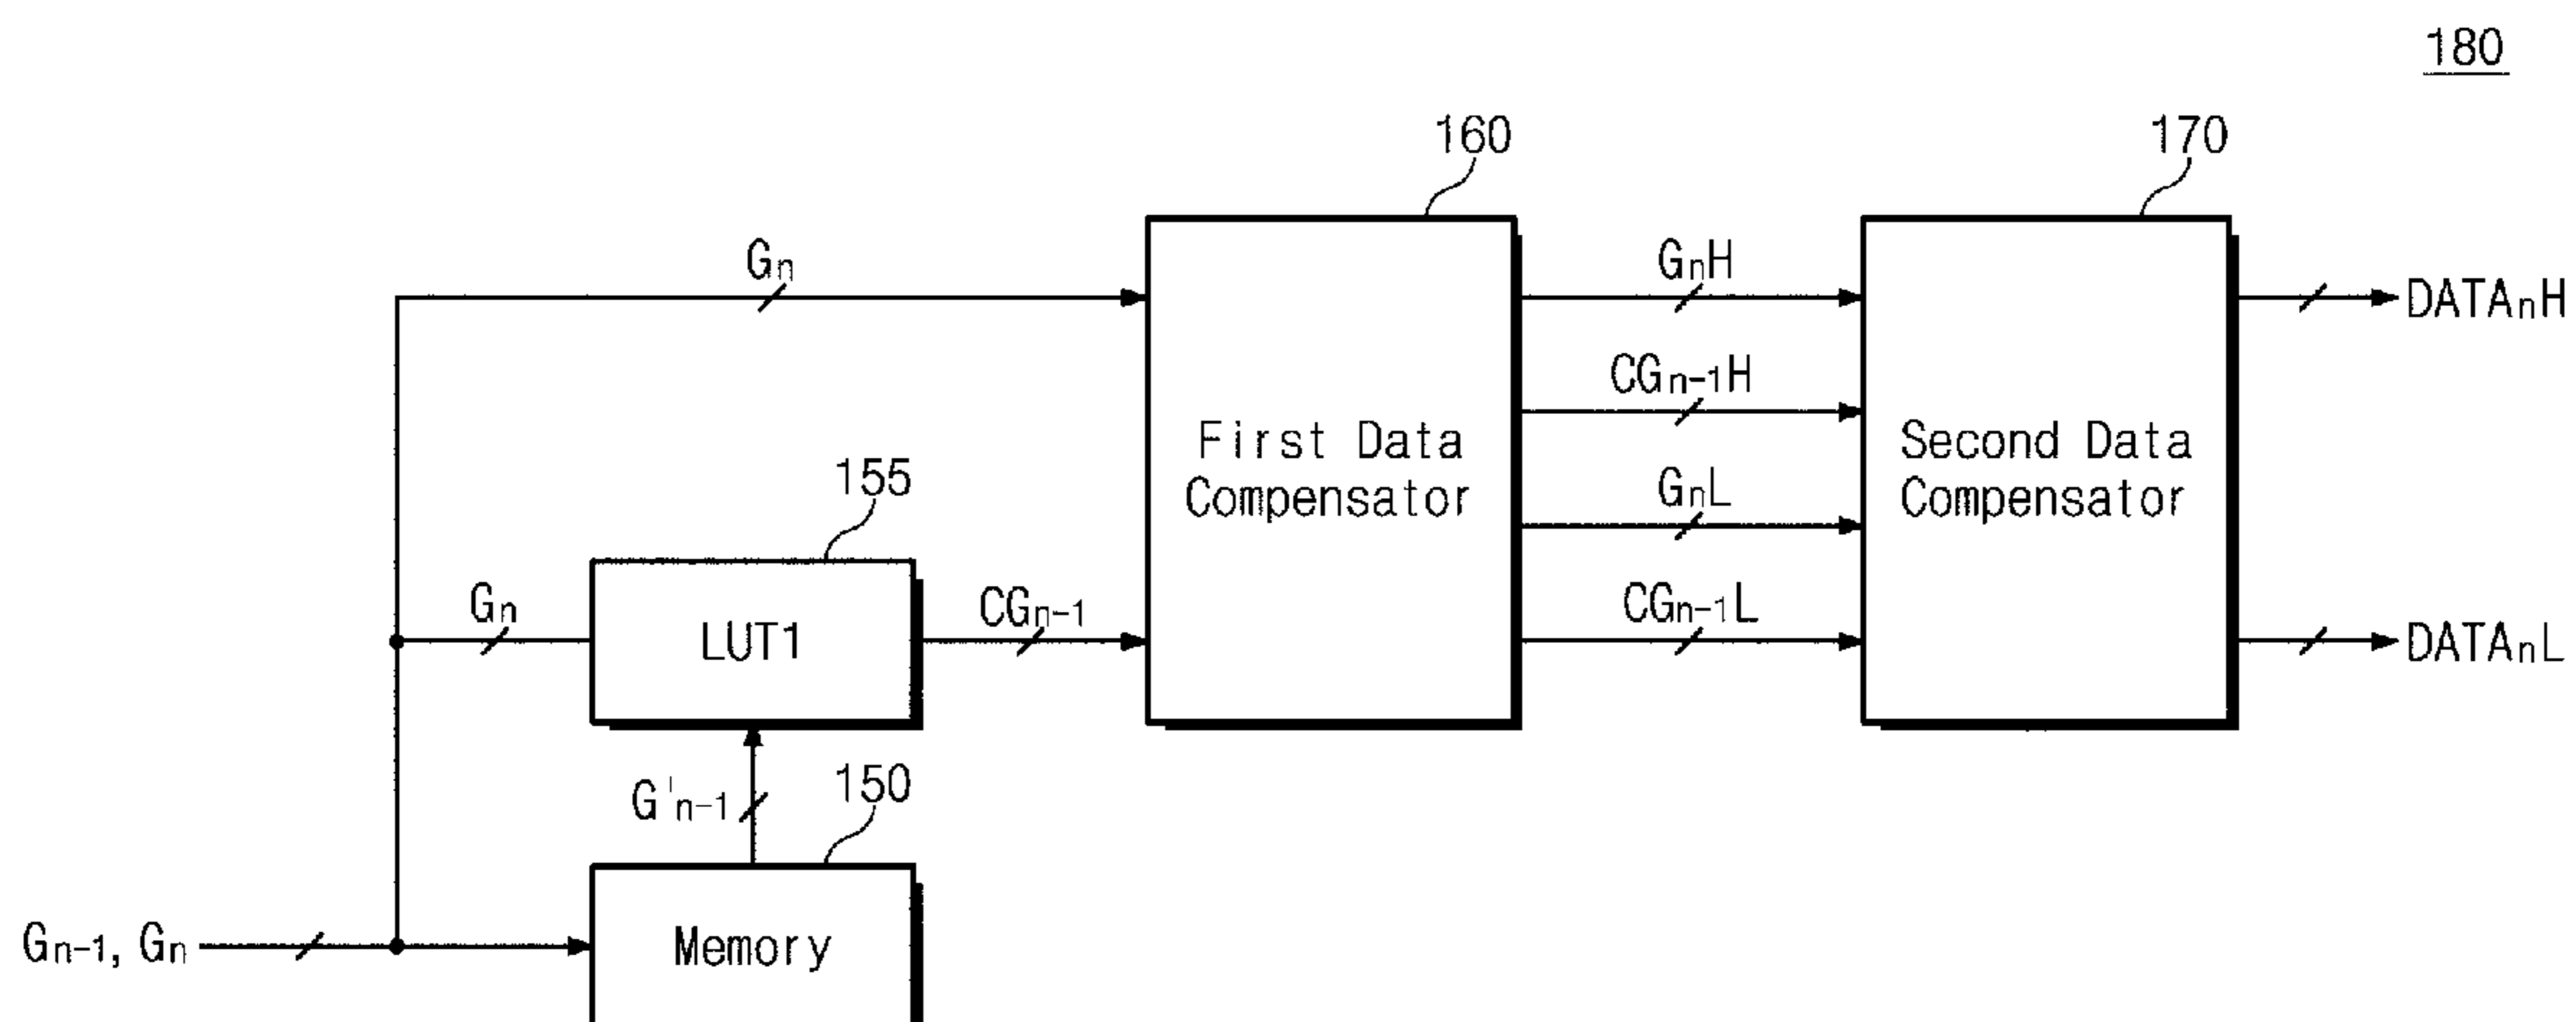 180
160
170
Gn
GnH
DATAnH
CGn-1H
First Data
Compensator
Second Data
Compensator
155
GnL
Gn
LUT1
CGn-1
CGn-1L
DATAnL
G'n-1
150
Gn-1, Gn
Memory